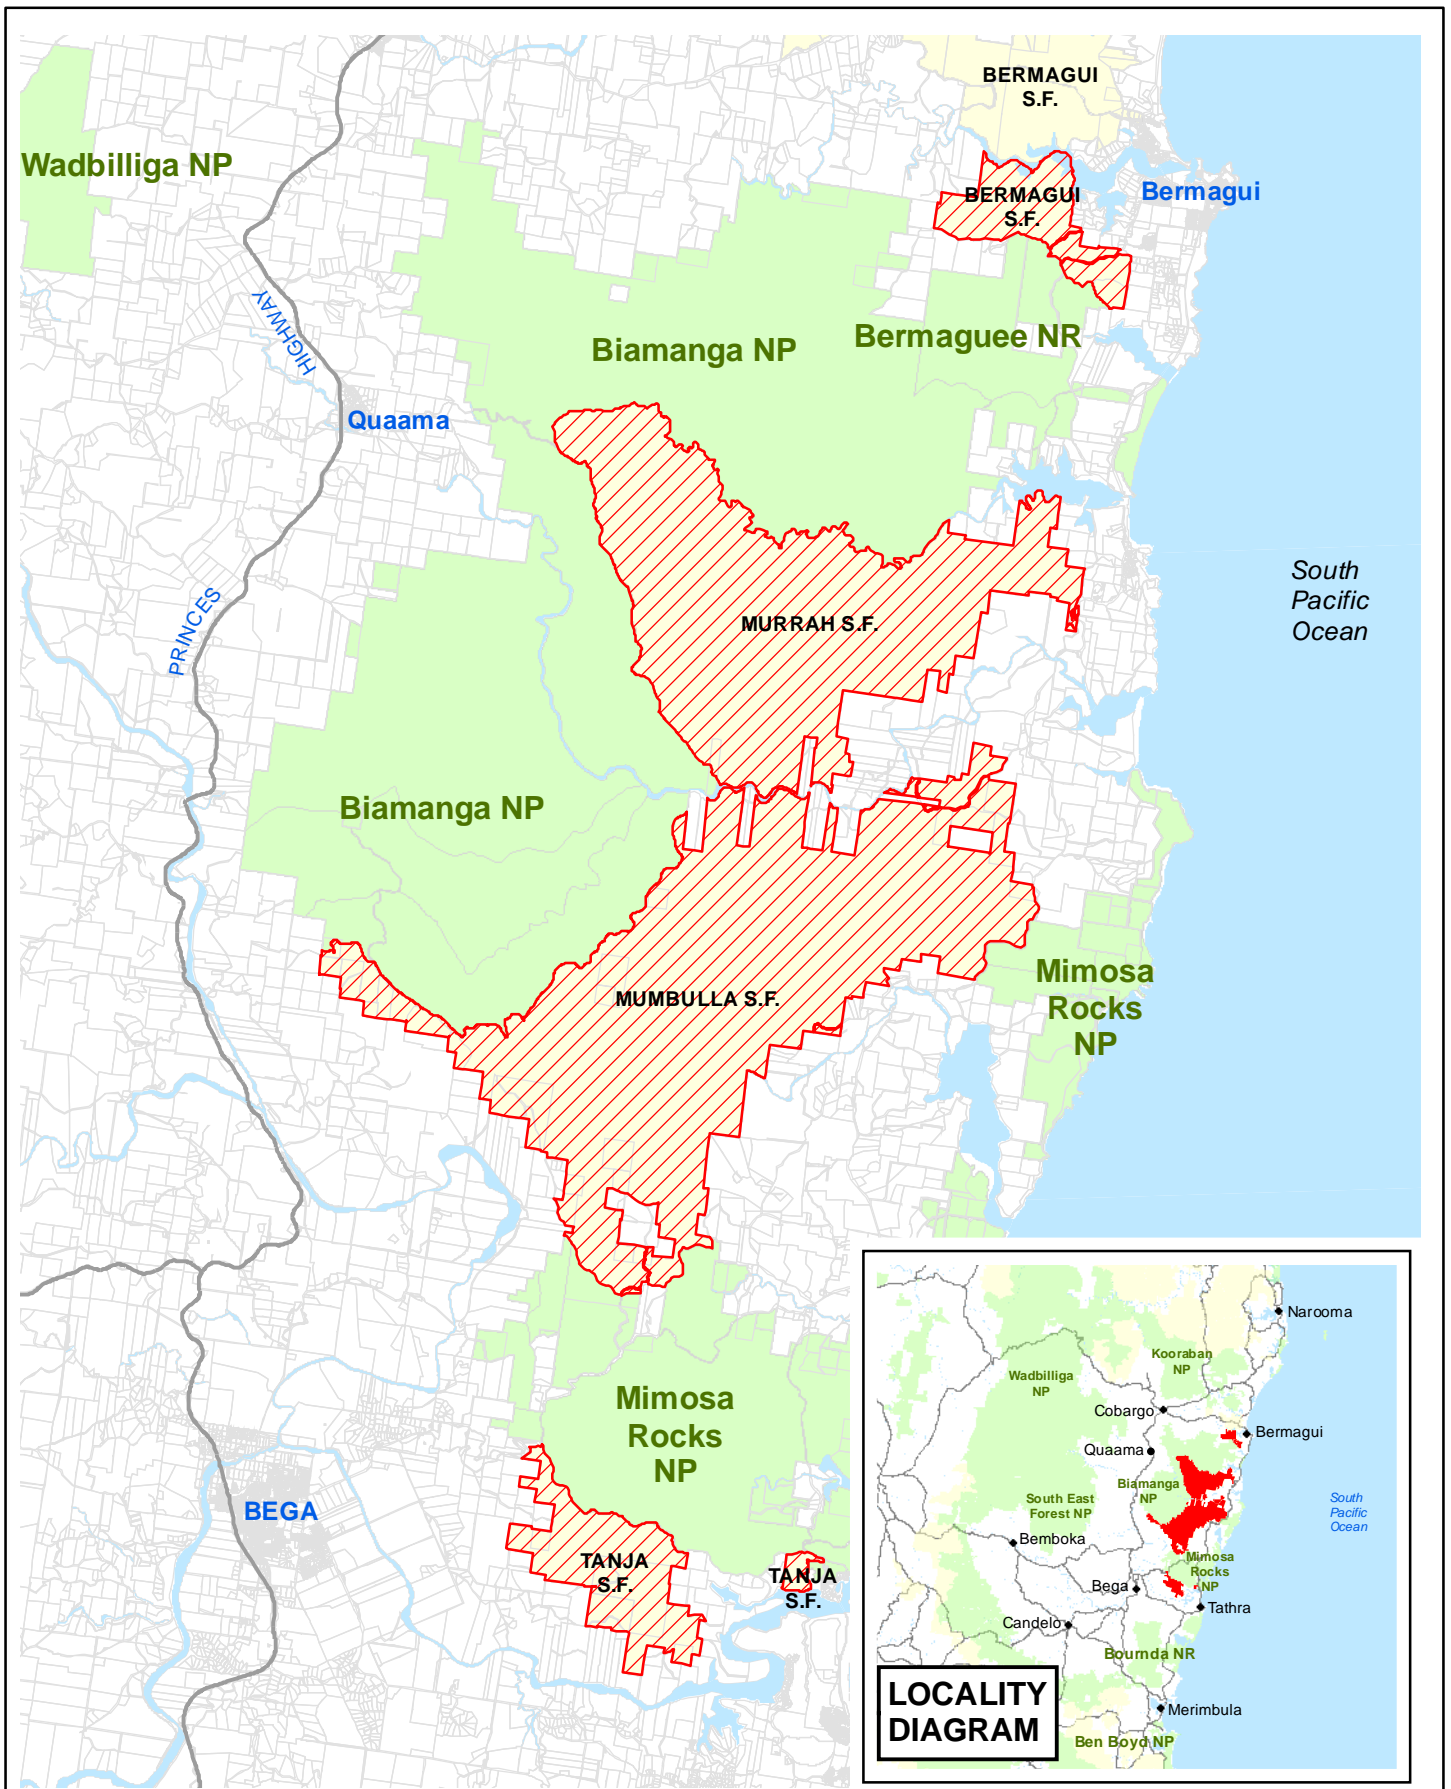 BERMAGUI
S.F.
Wadbilliga NP
BERMAGUI
S.F.
Bermagui
HIGHWAY
Biamanga NP
Bermaguee NR
Quaama
South
Pacific
Ocean
PRINCES
MURRAH S.F.
Biamanga NP
Mimosa
Rocks
NP
MUMBULLA S.F.
Mimosa
Rocks
NP
BEGA
TANJA
S.F.
TANJA
S.F.
Narooma
Kooraban
NP
Wadbilliga
NP
Cobargo
Bermagui
Quaama
Biamanga
NP
South East
Forest NP
South
Pacific
Ocean
Bemboka
Mimosa
Rocks
NP
Bega
Tathra
Candelo
Bournda NR
LOCALITY
DIAGRAM
Merimbula
Ben Boyd NP